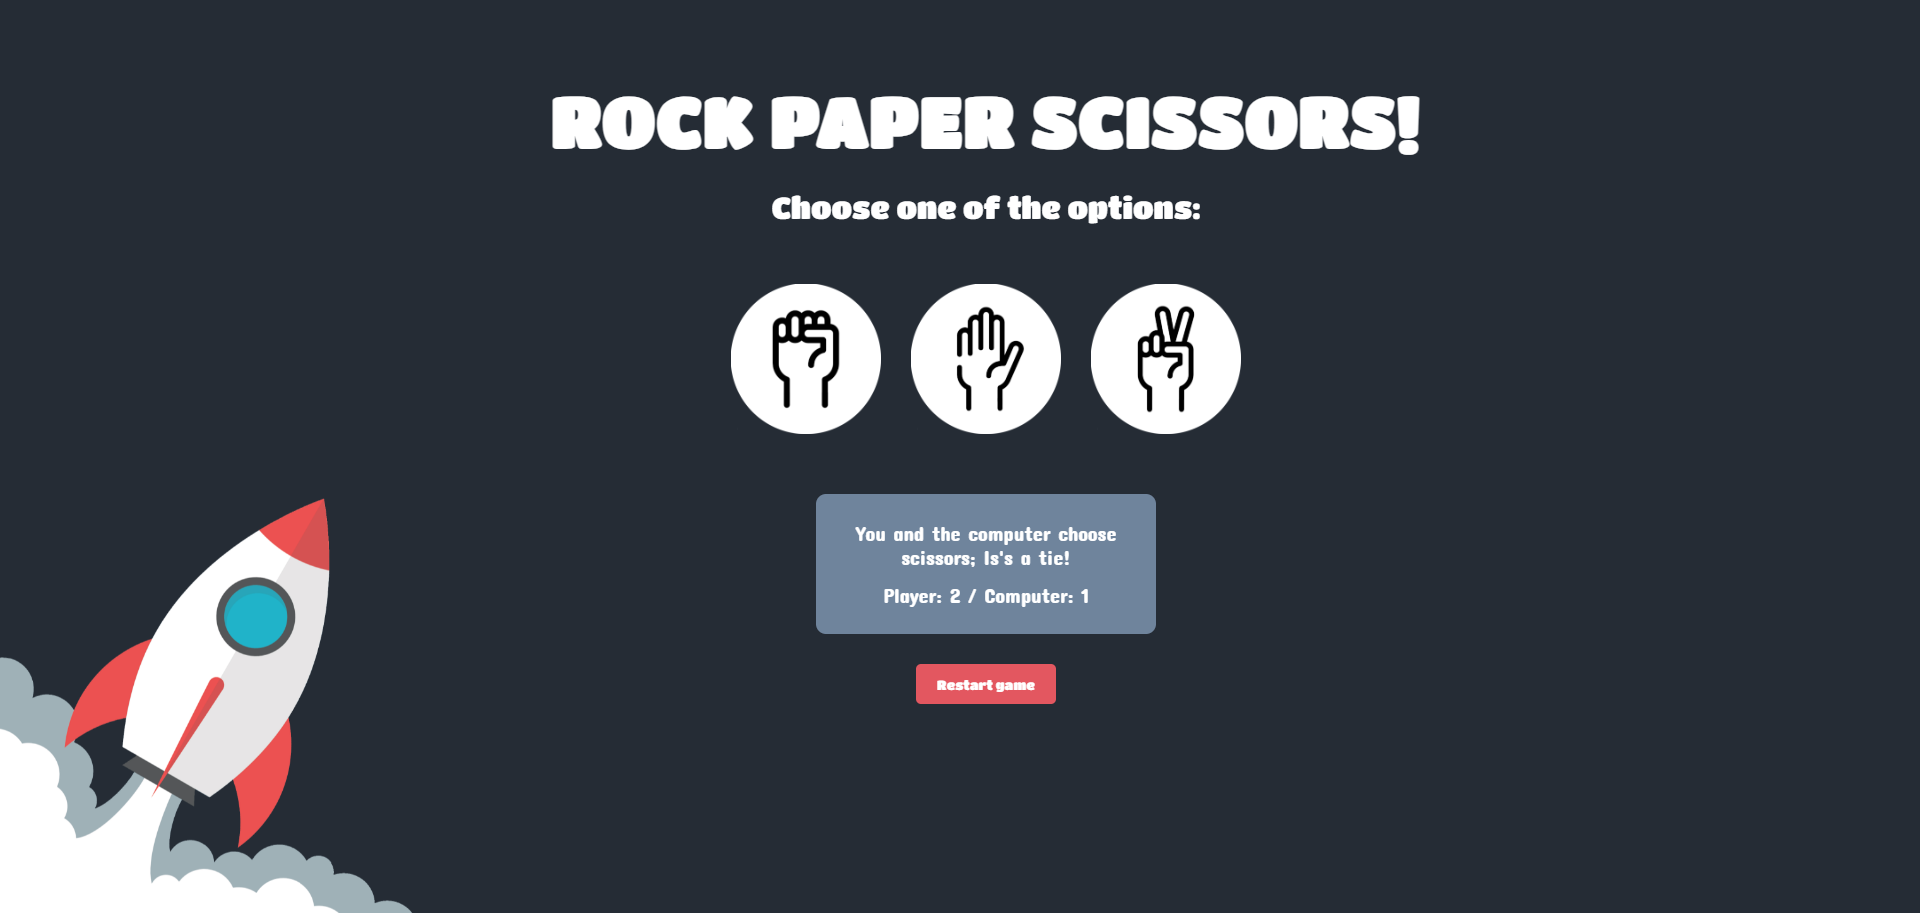 ROCK PAPER SCISSORS!
Choose one of the options:
You and the computer choose
scissors; Is's a tie!
Player: 2 / Computer: 1
Restart game